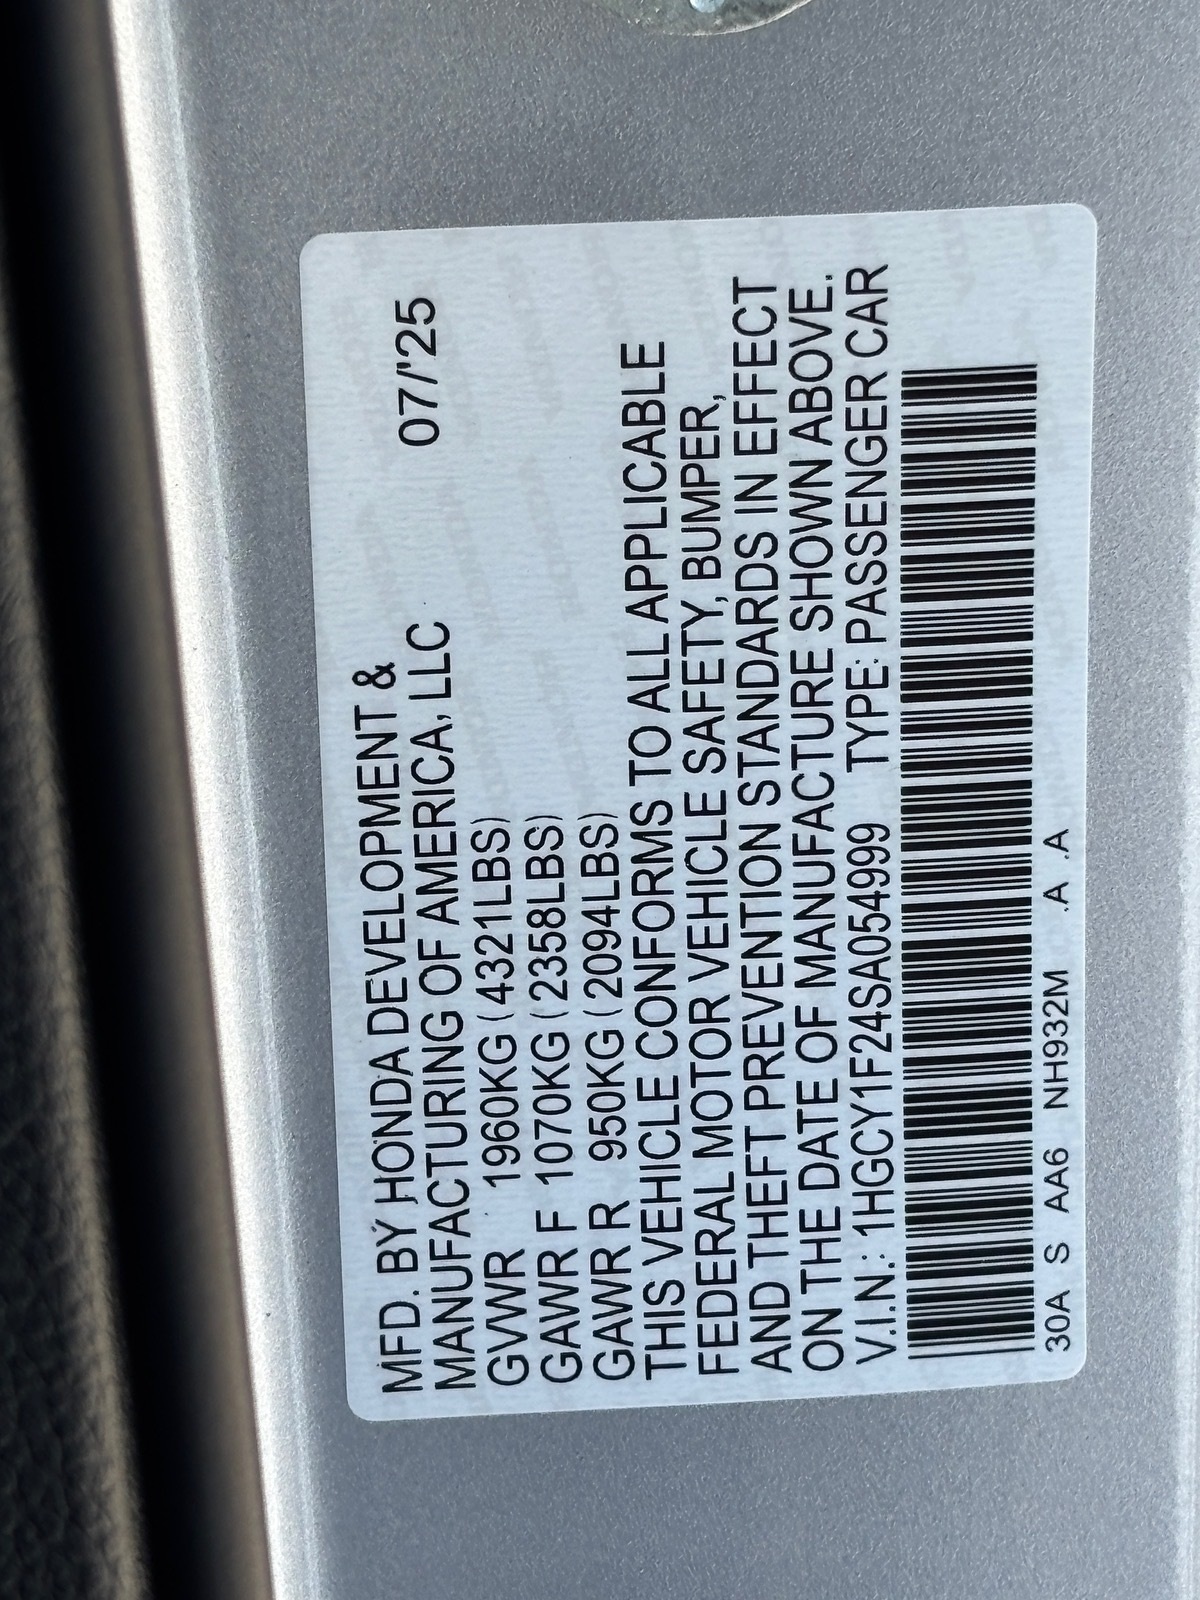 MFD. BY HONDA DEVELOPMENT &
MANUFACTURING OF AMERICA, LLC 07/'25
GVWR 1960KG (4321LBS)
GAWR F 1070KG (2358LBS)
GAWR R 950KG (2094LBS)
THIS VEHICLE CONFORMS TO ALL APPLICABLE
FEDERAL MOTOR VEHICLE SAFETY, BUMPER,
AND THEFT PREVENTION STANDARDS IN EFFECT
ON THE DATE OF MANUFACTURE SHOWN ABOVE.
V.I.N.: 1HGCY1F24SA054999 TYPE: PASSENGER CAR
30A S AA6 NH932M .A .A